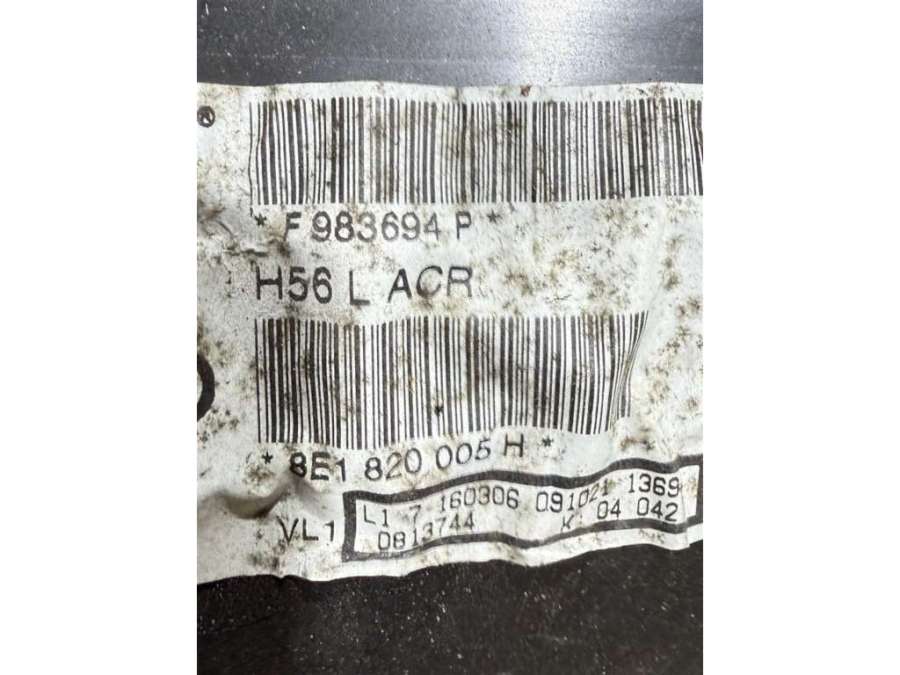 * F 983694 P *
H56 L ACR
* 8E1 820 005 H *
VL1
L1 7 160306 091021 1369
0813744 K: 04 042